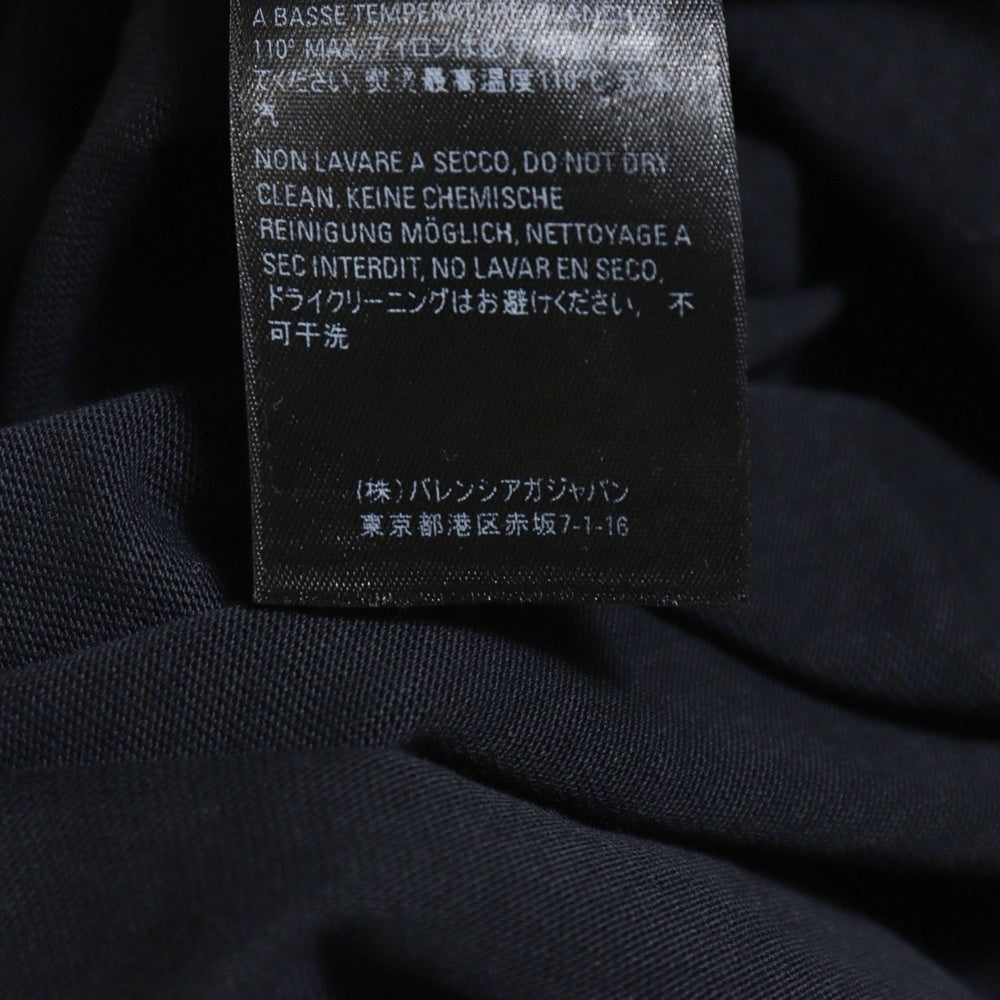 A BASSE TEMPERATURE
110° MAX. アイロンは必ず
てください, 熨 最高温度110°C
汽
NON LAVARE A SECCO, DO NOT DRY
CLEAN, KEINE CHEMISCHE
REINIGUNG MÖGLICH, NETTOYAGE A
SEC INTERDIT, NO LAVAR EN SECO,
ドライクリーニングはお避けください, 不
可干洗
(株)バレンシアガジャパン
東京都港区赤坂7-1-16